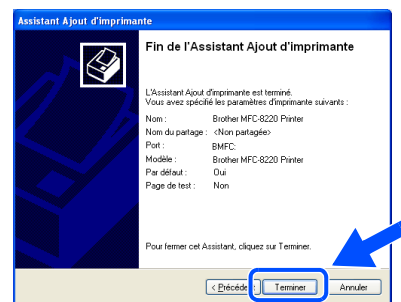 Assistant Ajout d'imprimante
Fin de l'Assistant Ajout d'imprimante
L'Assistant Ajout d'imprimante est terminé.
Vous avez spécifié les paramètres d'imprimante suivants :
Nom : Brother MFC-8220 Printer
Nom du partage : <Non partagée>
Port : BMFC:
Modèle : Brother MFC-8220 Printer
Par défaut : Oui
Page de test : Non
Pour fermer cet Assistant, cliquez sur Terminer.
< Précéde Terminer Annuler